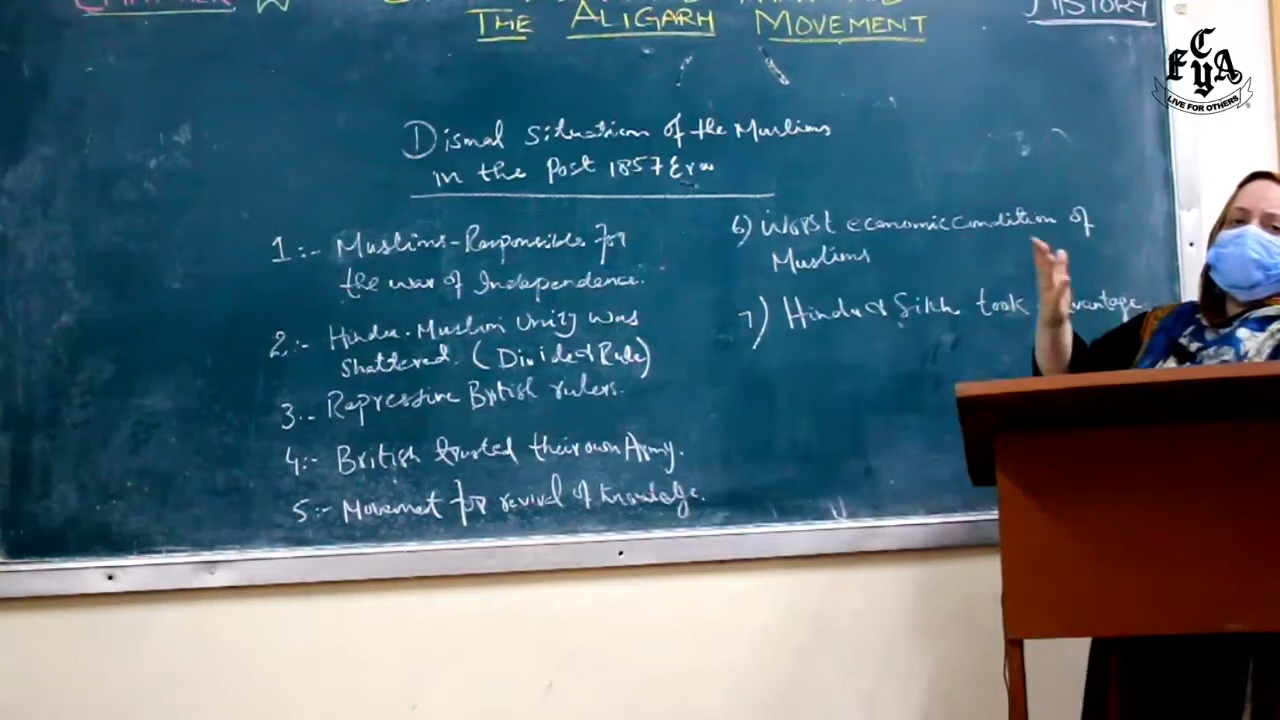 CHAPTER
HISTORY
THE ALIGARH MOVEMENT
Dismal Situation of the Muslims
in the Post 1857 Era
1:- Muslims-Responsible for
the war of Independence.
2:- Hindu-Muslim Unity was
shattered. (Divide & Rule)
3:- Repressive British rulers.
4:- British trusted their own Army.
5:- Movement for revival of knowledge.
6) Worst economic condition of
Muslims
7) Hindu & Sikh took
FCYA
LIVE FOR OTHERS